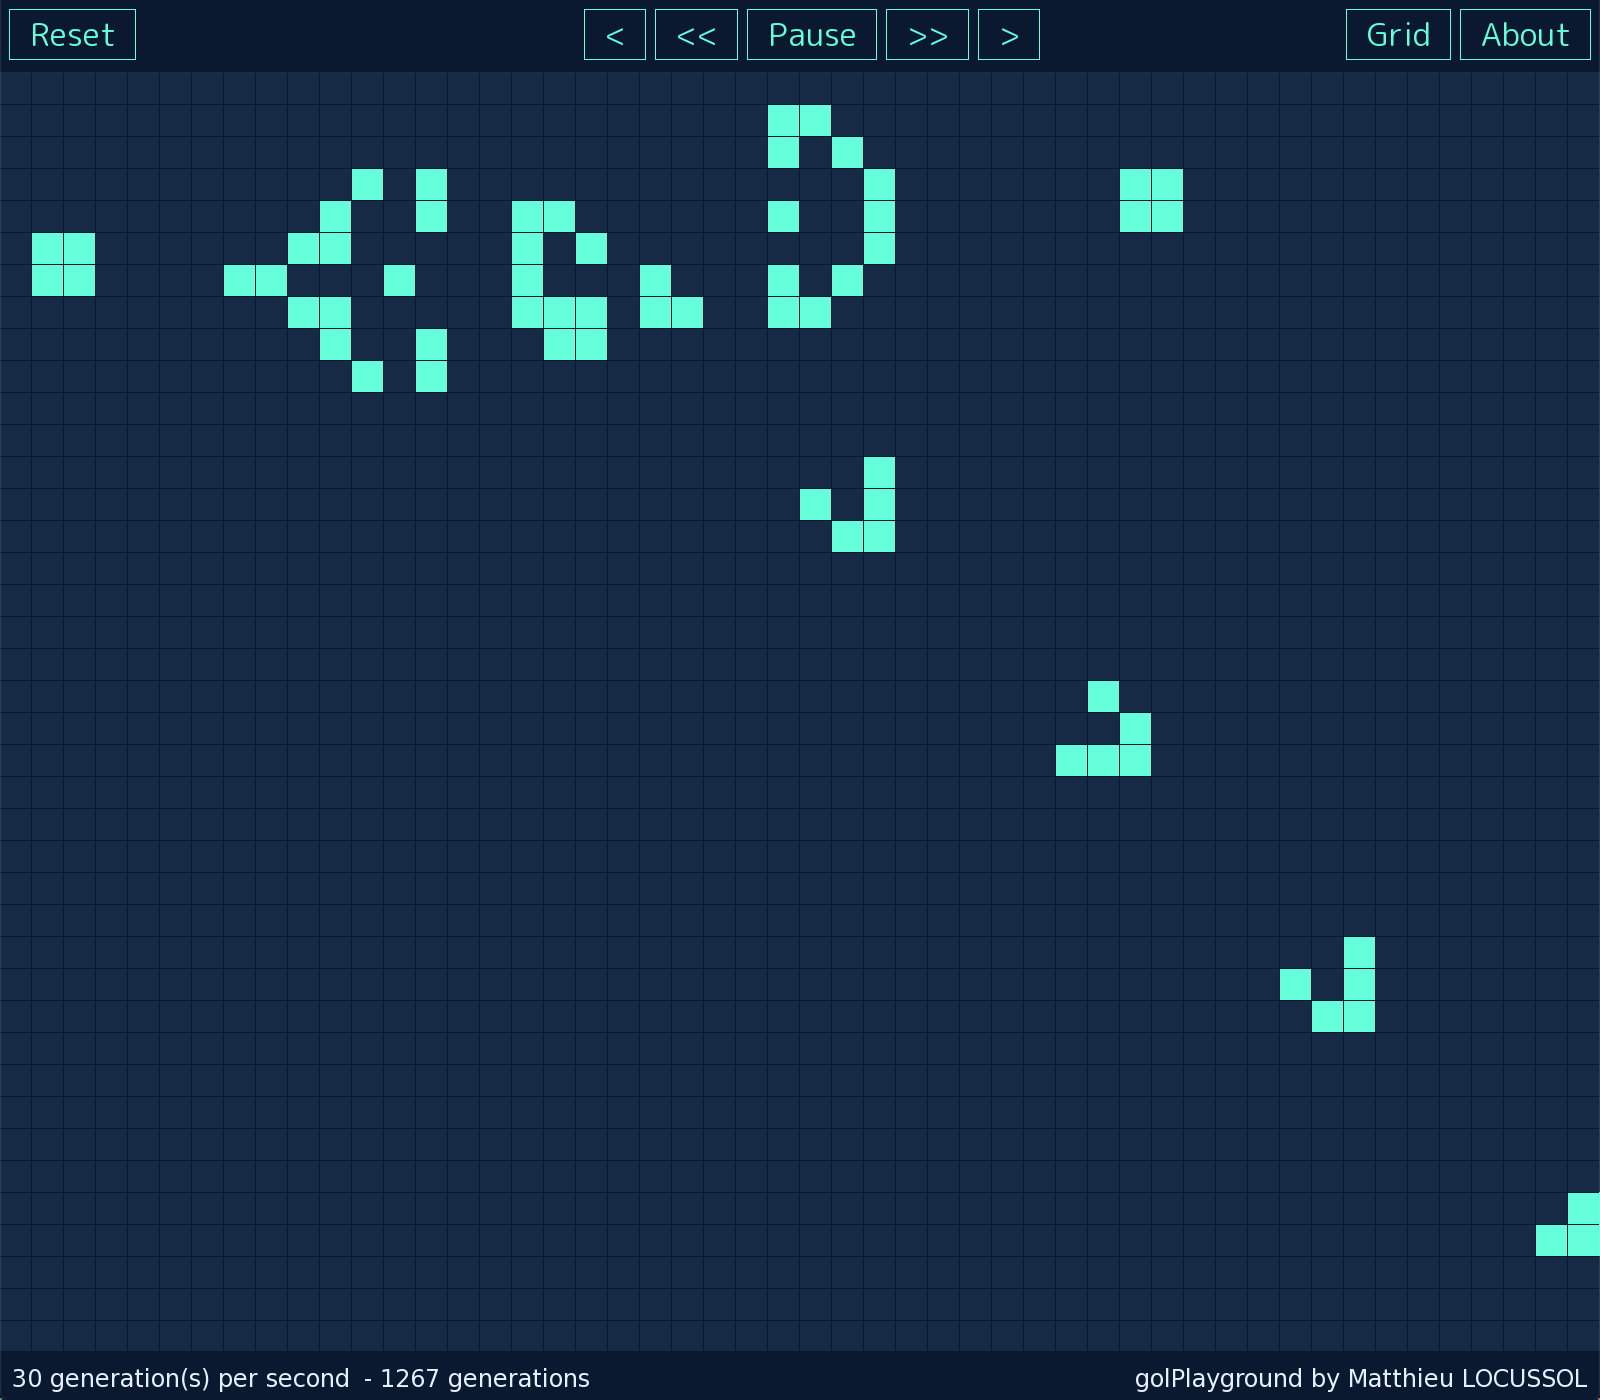 Reset < << Pause >> > Grid About
30 generation(s) per second - 1267 generations golPlayground by Matthieu LOCUSSOL